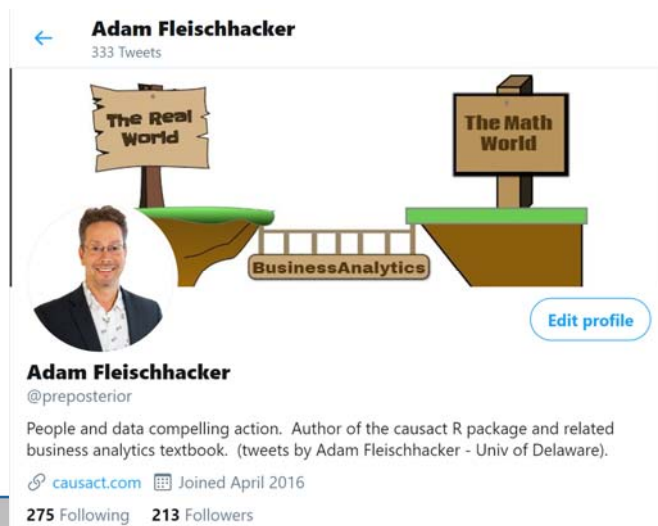 Adam Fleischhacker
333 Tweets
The Real
World
The Math
World
BusinessAnalytics
Edit profile
Adam Fleischhacker
@preposterior
People and data compelling action. Author of the causact R package and related
business analytics textbook. (tweets by Adam Fleischhacker - Univ of Delaware).
causact.com Joined April 2016
275 Following 213 Followers